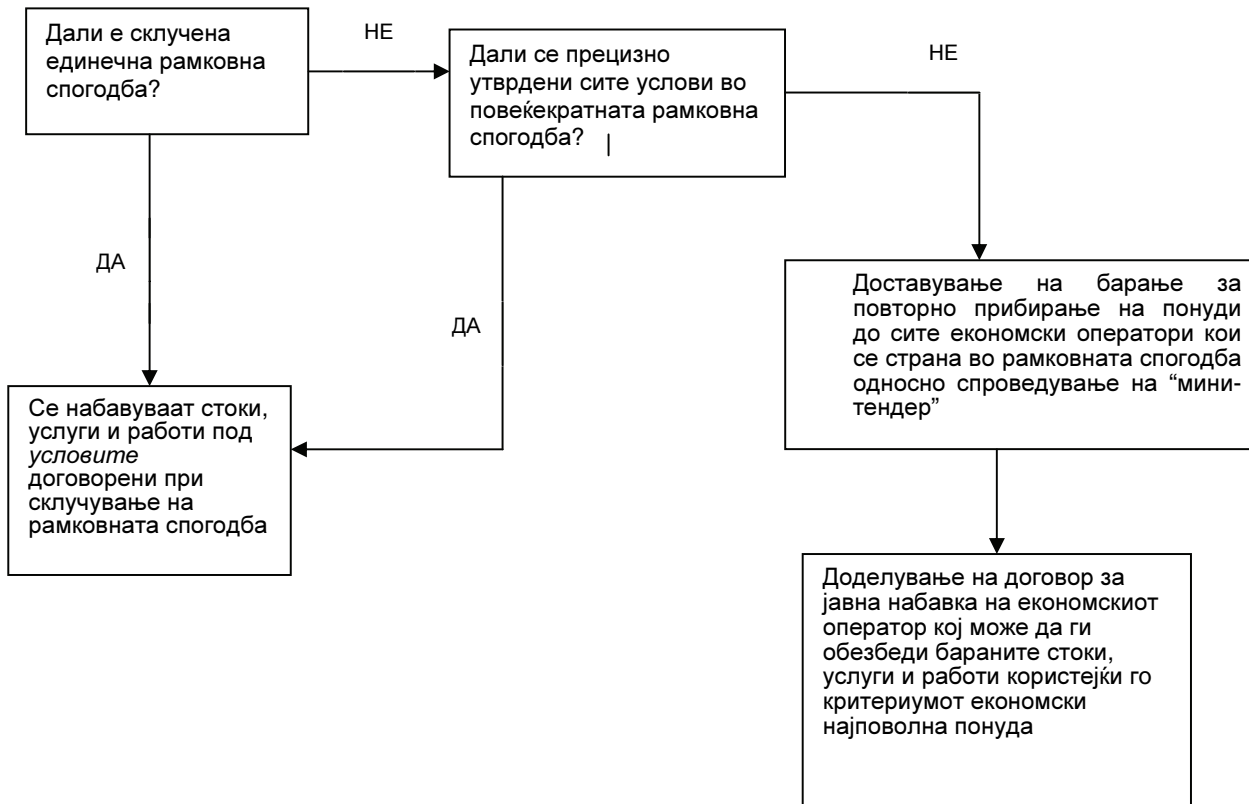 Дали е склучена
единечна рамковна
спогодба?
НЕ
Дали се прецизно
утврдени сите услови во
повеќекратната рамковна
спогодба?
НЕ
ДА
ДА
Доставување на барање за
повторно прибирање на понуди
до сите економски оператори кои
се страна во рамковната спогодба
односно спроведување на “мини-
тендер”
Се набавуваат стоки,
услуги и работи под
условите
договорени при
склучување на
рамковната спогодба
Доделување на договор за
јавна набавка на економскиот
оператор кој може да ги
обезбеди бараните стоки,
услуги и работи користејќи го
критериумот економски
најповолна понуда